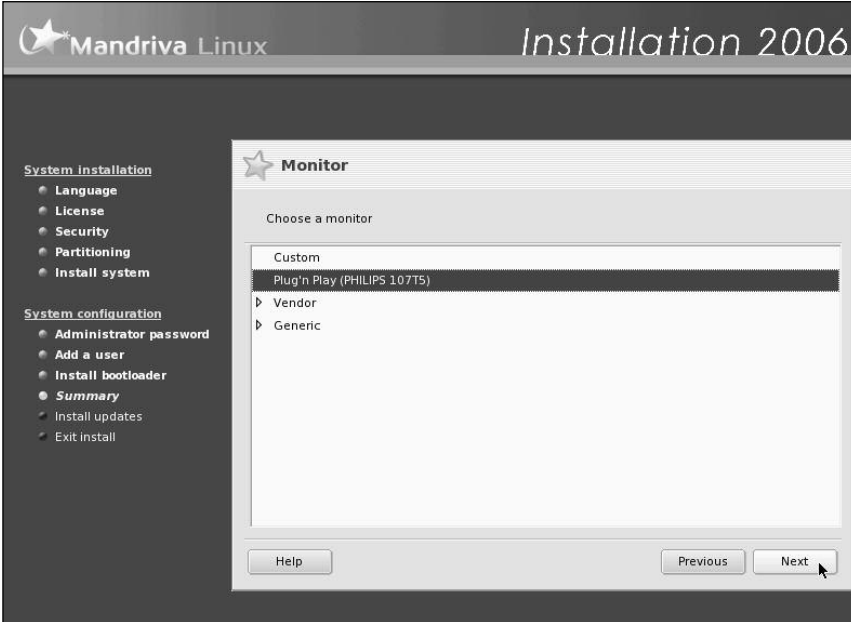 Mandriva Linux
Installation 2006
System installation
Language
License
Security
Partitioning
Install system
System configuration
Administrator password
Add a user
Install bootloader
Summary
Install updates
Exit install
Monitor
Choose a monitor
Custom
Plug'n Play (PHILIPS 107T5)
Vendor
Generic
Help
Previous
Next